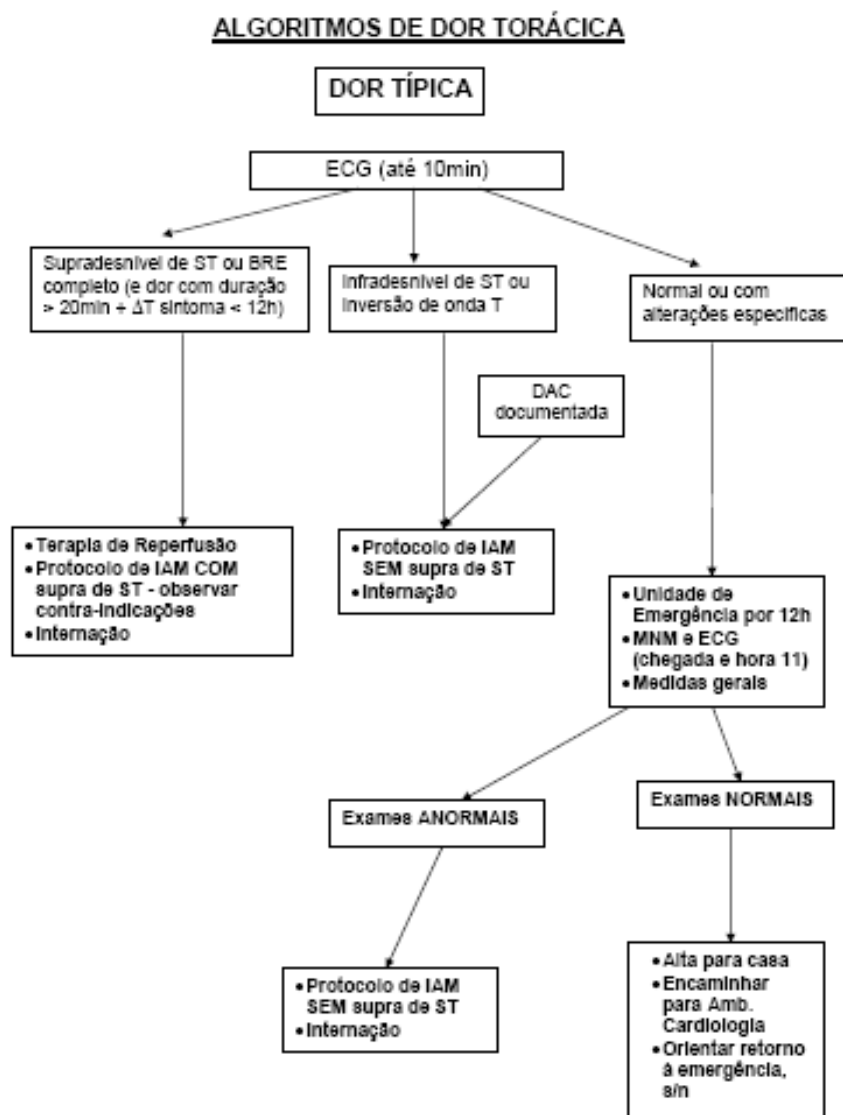 ALGORITMOS DE DOR TORÁCICA
DOR TÍPICA
ECG (até 10min)
Supradesnível de ST ou BRE
completo (e dor com duração
> 20min + ΔT sintoma < 12h)
Infradesnível de ST ou
Inversão de onda T
Normal ou com
alterações específicas
DAC
documentada
• Terapia de Reperfusão
• Protocolo de IAM COM
supra de ST - observar
contra-indicações
• Internação
• Protocolo de IAM
SEM supra de ST
• Internação
• Unidade de
Emergência por 12h
• MNM e ECG
(chegada e hora 11)
• Medidas gerais
Exames ANORMAIS
Exames NORMAIS
• Protocolo de IAM
SEM supra de ST
• Internação
• Alta para casa
• Encaminhar
para Amb.
Cardiologia
• Orientar retorno
à emergência,
s/n